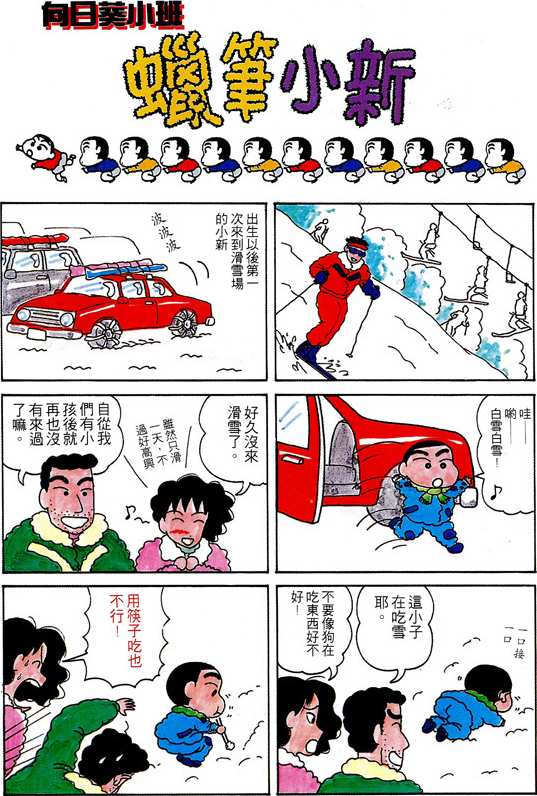 向日葵小班
蠟筆小新
出生以後第一
次來到滑雪場
的小新
波波波
哇——
喲——
白雪白雪！
好久沒來
滑雪了。
雖然只滑
一天，不
過好高興
自從我
們有小
孩後就
再也沒
有來過
了嘛。
一口接
一口
這小子
在吃雪
耶。
不要像狗在
吃東西好不
好！
用筷子吃也
不行！